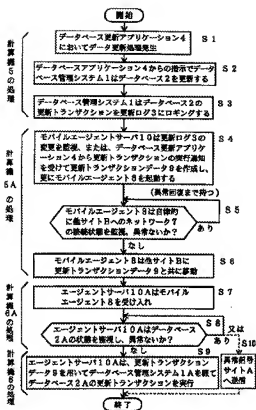 開始
計算機5の処理
データベース更新アプリケーション4
においてデータ更新処理発生
S1
データベースアプリケーション4からの指示でデータ
ベース管理システム1はデータベース2を更新する
S2
データベース管理システム1はデータベース2の
更新トランザクションを更新ログ3にロギングする
S3
計算機5Aの処理
モバイルエージェントサーバ10は更新ログ3の
変更を監視、または、データベース更新アプリ
ケーション4から更新トランザクションの実行通知
を受けて更新トランザクションデータ9を作成し、
更にモバイルエージェント8を起動する
S4
(異常回復まで待つ)
モバイルエージェント8は自律的
に他サイトBへのネットワーク7
の接続状態を監視、異常ないか?
S5
あり
なし
モバイルエージェント8は他サイトBに
更新トランザクションデータ9と共に移動
S6
計算機6Aの処理
エージェントサーバ10Aはモバイル
エージェント8を受け入れ
S7
エージェントサーバ10Aはデータベース
2Aの状態を監視し、異常ないか?
S8
又は
あり
なし
S9
S10
計算機6の処理
エージェントサーバ10Aは、更新トランザクション
データ9を用いてデータベース管理システム1Aを経て
データベース2Aの更新トランザクションを実行
異常信号
サイトA
へ送信
終了